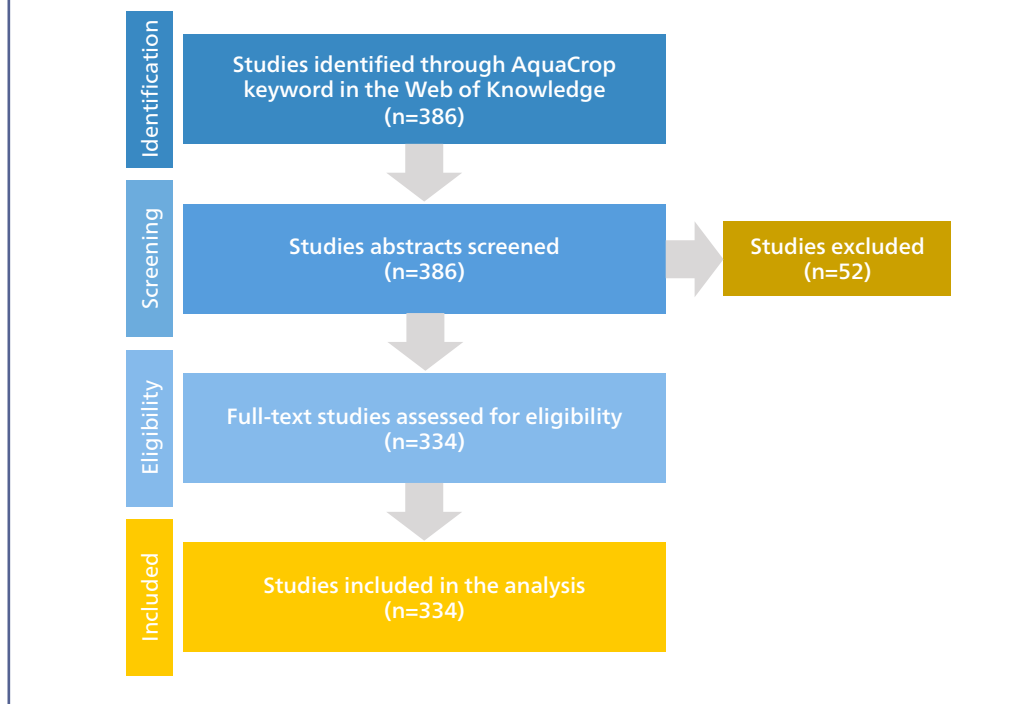 Identification
Studies identified through AquaCrop
keyword in the Web of Knowledge
(n=386)
Screening
Studies abstracts screened
(n=386)
Studies excluded
(n=52)
Eligibility
Full-text studies assessed for eligibility
(n=334)
Included
Studies included in the analysis
(n=334)